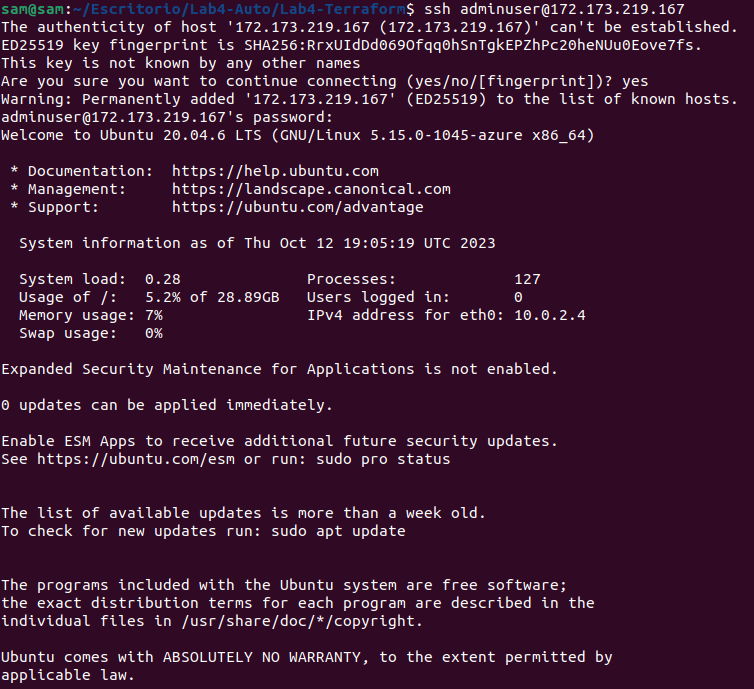 sam@sam:~/Escritorio/Lab4-Auto/Lab4-Terraform$ ssh adminuser@172.173.219.167
The authenticity of host '172.173.219.167 (172.173.219.167)' can't be established.
ED25519 key fingerprint is SHA256:RrxUIdDd069Ofqq0hSnTgkEPZhPc20heNUu0Eove7fs.
This key is not known by any other names
Are you sure you want to continue connecting (yes/no/[fingerprint])? yes
Warning: Permanently added '172.173.219.167' (ED25519) to the list of known hosts.
adminuser@172.173.219.167's password:
Welcome to Ubuntu 20.04.6 LTS (GNU/Linux 5.15.0-1045-azure x86_64)

 * Documentation:  https://help.ubuntu.com
 * Management:     https://landscape.canonical.com
 * Support:        https://ubuntu.com/advantage

  System information as of Thu Oct 12 19:05:19 UTC 2023

  System load:  0.28              Processes:             127
  Usage of /:   5.2% of 28.89GB   Users logged in:       0
  Memory usage: 7%                IPv4 address for eth0: 10.0.2.4
  Swap usage:   0%

Expanded Security Maintenance for Applications is not enabled.

0 updates can be applied immediately.

Enable ESM Apps to receive additional future security updates.
See https://ubuntu.com/esm or run: sudo pro status


The list of available updates is more than a week old.
To check for new updates run: sudo apt update


The programs included with the Ubuntu system are free software;
the exact distribution terms for each program are described in the
individual files in /usr/share/doc/*/copyright.

Ubuntu comes with ABSOLUTELY NO WARRANTY, to the extent permitted by
applicable law.